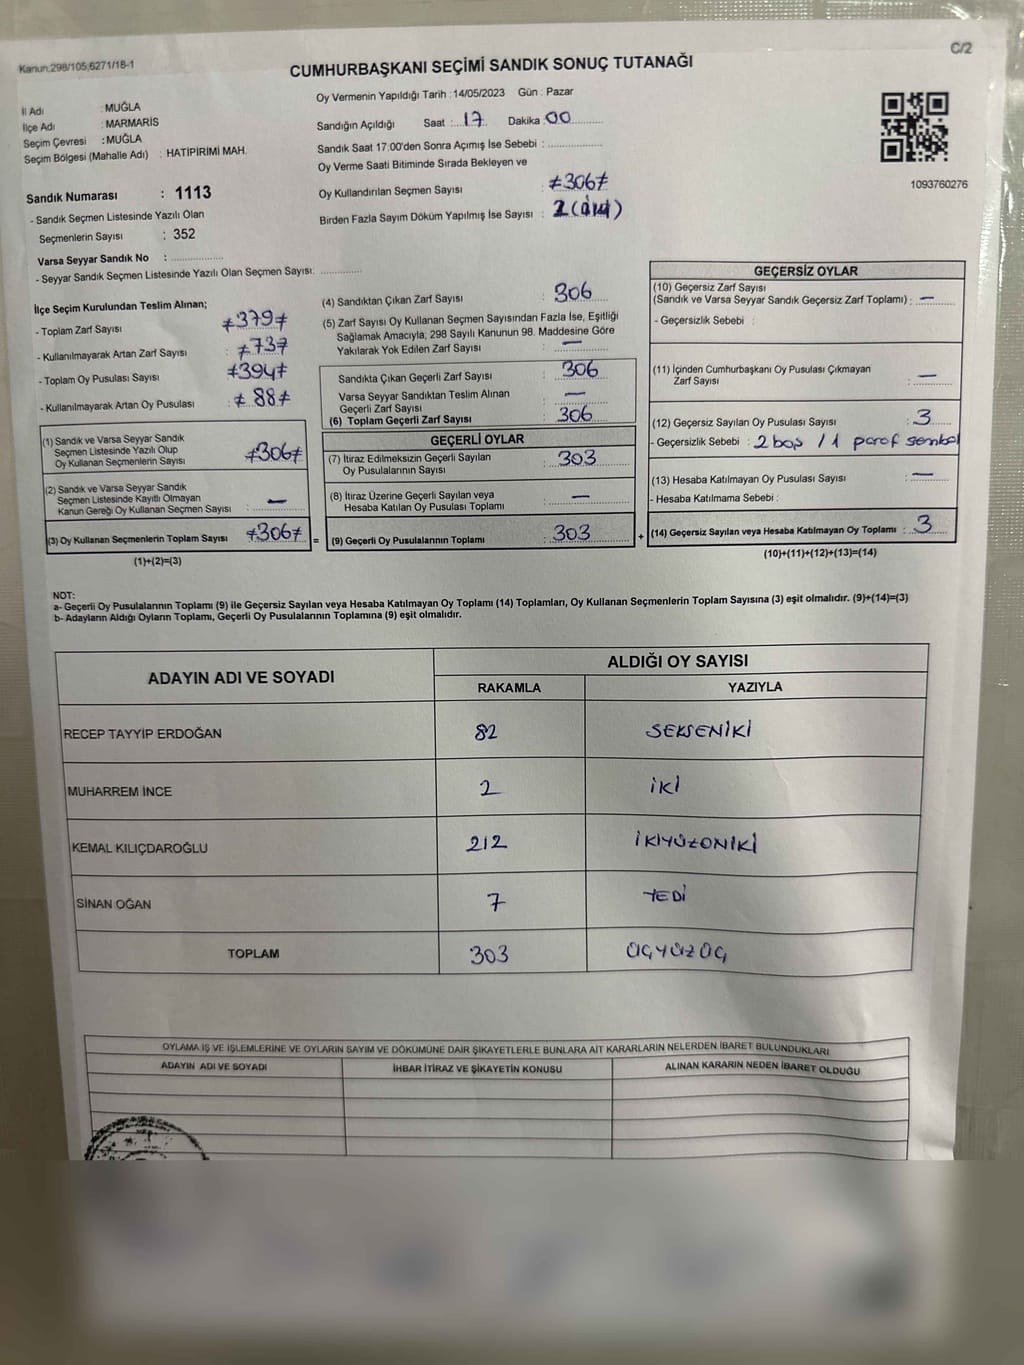 Kanun:298/105;6271/18-1
C/2
CUMHURBAŞKANI SEÇİMİ SANDIK SONUÇ TUTANAĞI
İl Adı : MUĞLA
İlçe Adı : MARMARİS
Seçim Çevresi : MUĞLA
Seçim Bölgesi (Mahalle Adı) : HATİPİRİMİ MAH.
Sandık Numarası : 1113
- Sandık Seçmen Listesinde Yazılı Olan
Seçmenlerin Sayısı : 352
Varsa Seyyar Sandık No :
- Seyyar Sandık Seçmen Listesinde Yazılı Olan Seçmen Sayısı:
Oy Vermenin Yapıldığı Tarih : 14/05/2023 Gün : Pazar
Sandığın Açıldığı Saat : 17 Dakika : 00
Sandık Saat 17:00'den Sonra Açımış İse Sebebi :
Oy Verme Saati Bitiminde Sırada Bekleyen ve
Oy Kullandırılan Seçmen Sayısı : ≠306≠
Birden Fazla Sayım Döküm Yapılmış İse Sayısı : 2 (iki)
1093760276
İlçe Seçim Kurulundan Teslim Alınan;
- Toplam Zarf Sayısı : ≠379≠
- Kullanılmayarak Artan Zarf Sayısı : ≠73≠
- Toplam Oy Pusulası Sayısı : ≠394≠
- Kullanılmayarak Artan Oy Pusulası : ≠88≠
(1) Sandık ve Varsa Seyyar Sandık
Seçmen Listesinde Yazılı Olup
Oy Kullanan Seçmenlerin Sayısı : ≠306≠
(2) Sandık ve Varsa Seyyar Sandık
Seçmen Listesinde Kayıtlı Olmayan
Kanun Gereği Oy Kullanan Seçmen Sayısı : —
(3) Oy Kullanan Seçmenlerin Toplam Sayısı : ≠306≠ =
(1)+(2)=(3)
(4) Sandıktan Çıkan Zarf Sayısı : 306
(5) Zarf Sayısı Oy Kullanan Seçmen Sayısından Fazla İse, Eşitliği
Sağlamak Amacıyla; 298 Sayılı Kanunun 98. Maddesine Göre
Yakılarak Yok Edilen Zarf Sayısı : —
Sandıkta Çıkan Geçerli Zarf Sayısı : 306
Varsa Seyyar Sandıktan Teslim Alınan
Geçerli Zarf Sayısı : —
(6) Toplam Geçerli Zarf Sayısı : 306
GEÇERLİ OYLAR
(7) İtiraz Edilmeksizin Geçerli Sayılan
Oy Pusulalarının Sayısı : 303
(8) İtiraz Üzerine Geçerli Sayılan veya
Hesaba Katılan Oy Pusulası Toplamı : —
(9) Geçerli Oy Pusulalarının Toplamı : 303 +
GEÇERSİZ OYLAR
(10) Geçersiz Zarf Sayısı
(Sandık ve Varsa Seyyar Sandık Geçersiz Zarf Toplamı) : —
- Geçersizlik Sebebi :
(11) İçinden Cumhurbaşkanı Oy Pusulası Çıkmayan
Zarf Sayısı : —
(12) Geçersiz Sayılan Oy Pusulası Sayısı : 3
- Geçersizlik Sebebi : 2 boş / 1 paraf sembol
(13) Hesaba Katılmayan Oy Pusulası Sayısı : —
- Hesaba Katılmama Sebebi :
(14) Geçersiz Sayılan veya Hesaba Katılmayan Oy Toplamı : 3
(10)+(11)+(12)+(13)=(14)
NOT:
a- Geçerli Oy Pusulalarının Toplamı (9) ile Geçersiz Sayılan veya Hesaba Katılmayan Oy Toplamı (14) Toplamları, Oy Kullanan Seçmenlerin Toplam Sayısına (3) eşit olmalıdır. (9)+(14)=(3)
b- Adayların Aldığı Oyların Toplamı, Geçerli Oy Pusulalarının Toplamına (9) eşit olmalıdır.
ADAYIN ADI VE SOYADI ALDIĞI OY SAYISI
RAKAMLA YAZIYLA
RECEP TAYYİP ERDOĞAN 82 SEKSENİKİ
MUHARREM İNCE 2 İKİ
KEMAL KILIÇDAROĞLU 212 İKİYÜZONİKİ
SİNAN OĞAN 7 YEDİ
TOPLAM 303 ÜÇYÜZÜÇ
OYLAMA İŞ VE İŞLEMLERİNE VE OYLARIN SAYIM VE DÖKÜMÜNE DAİR ŞİKAYETLERLE BUNLARA AİT KARARLARIN NELERDEN İBARET BULUNDUKLARI
ADAYIN ADI VE SOYADI İHBAR İTİRAZ VE ŞİKAYETİN KONUSU ALINAN KARARIN NEDEN İBARET OLDUĞU